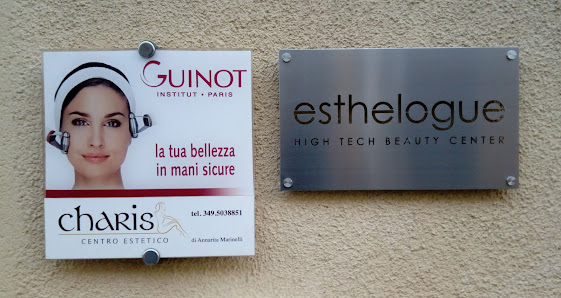 GUINOT
INSTITUT • PARIS
la tua bellezza
in mani sicure
charis
CENTRO ESTETICO
tel. 349.5038851
di Annarita Marinelli
esthelogue
HIGH TECH BEAUTY CENTER